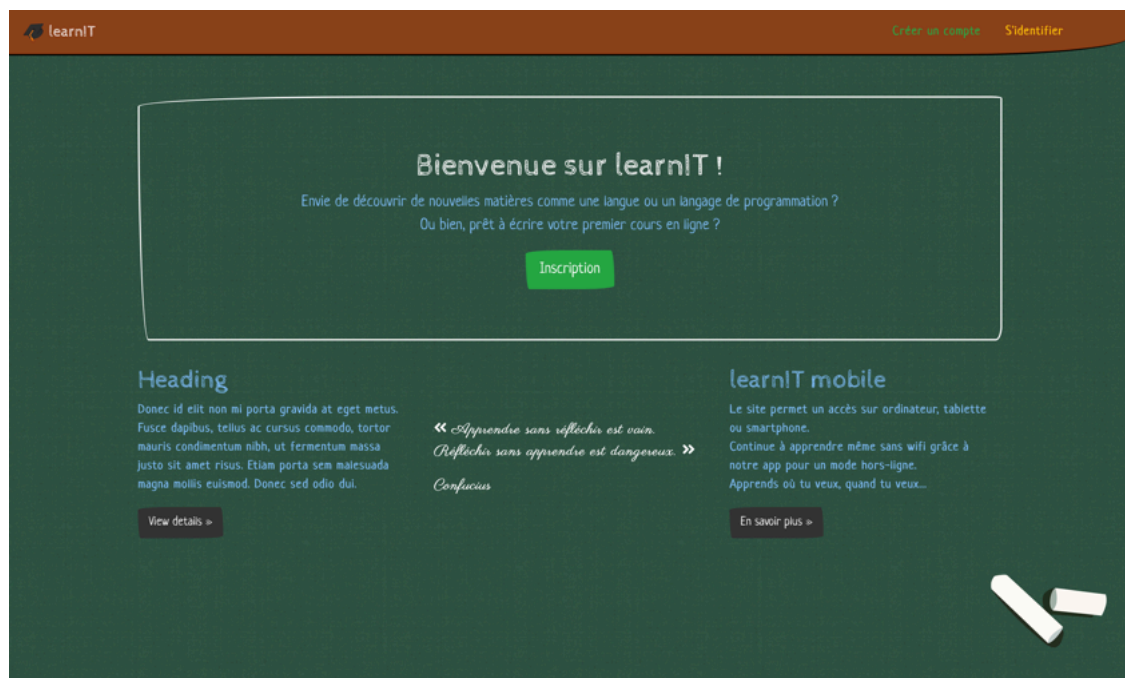 learnIT
Créer un compte
S'identifier
Bienvenue sur learnIT !
Envie de découvrir de nouvelles matières comme une langue ou un langage de programmation ?
Ou bien, prêt à écrire votre premier cours en ligne ?
Inscription
Heading
Donec id elit non mi porta gravida at eget metus.
Fusce dapibus, tellus ac cursus commodo, tortor
mauris condimentum nibh, ut fermentum massa
justo sit amet risus. Etiam porta sem malesuada
magna mollis euismod. Donec sed odio dui.
View details »
« Apprendre sans réfléchir est vain.
Réfléchir sans apprendre est dangereux. »
Confucius
learnIT mobile
Le site permet un accès sur ordinateur, tablette
ou smartphone.
Continue à apprendre même sans wifi grâce à
notre app pour un mode hors-ligne.
Apprends où tu veux, quand tu veux...
En savoir plus »